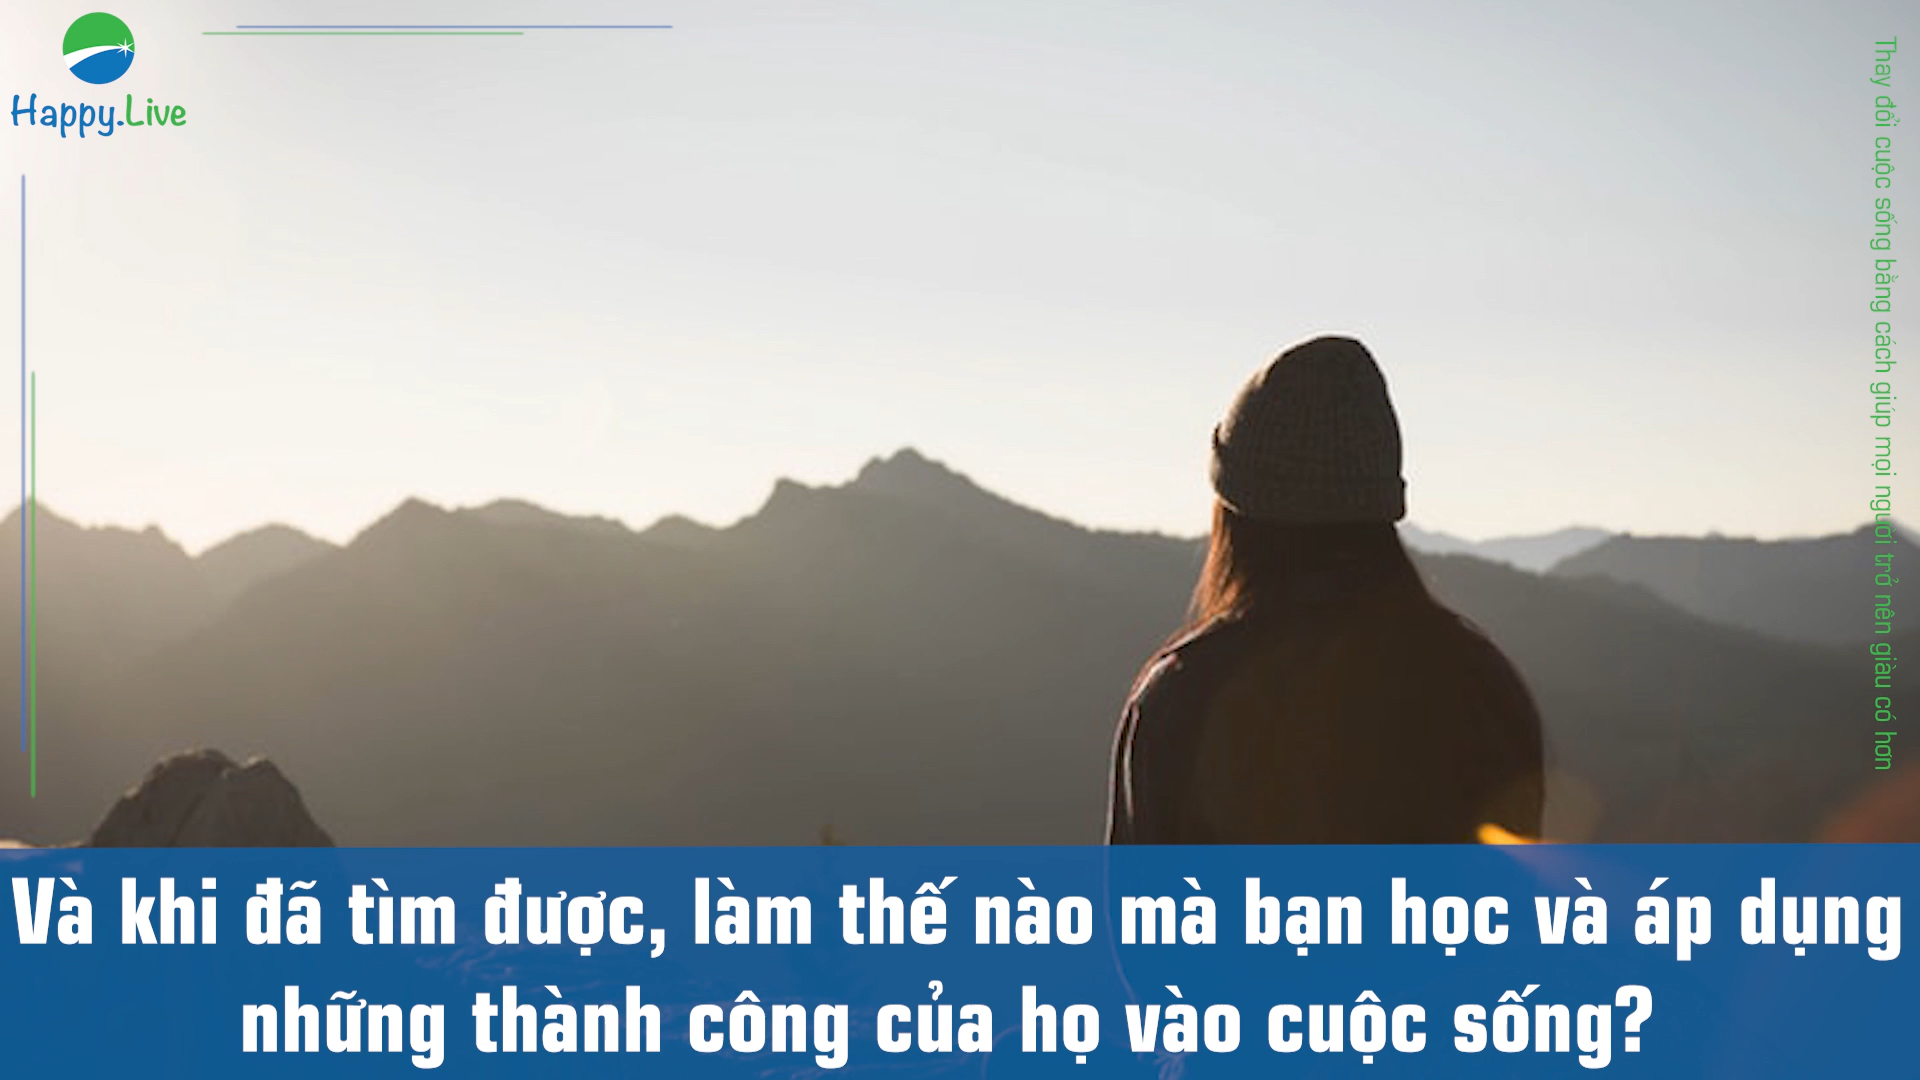 Happy.Live
Thay đổi cuộc sống bằng cách giúp mọi người trở nên giàu có hơn
Và khi đã tìm được, làm thế nào mà bạn học và áp dụng
những thành công của họ vào cuộc sống?